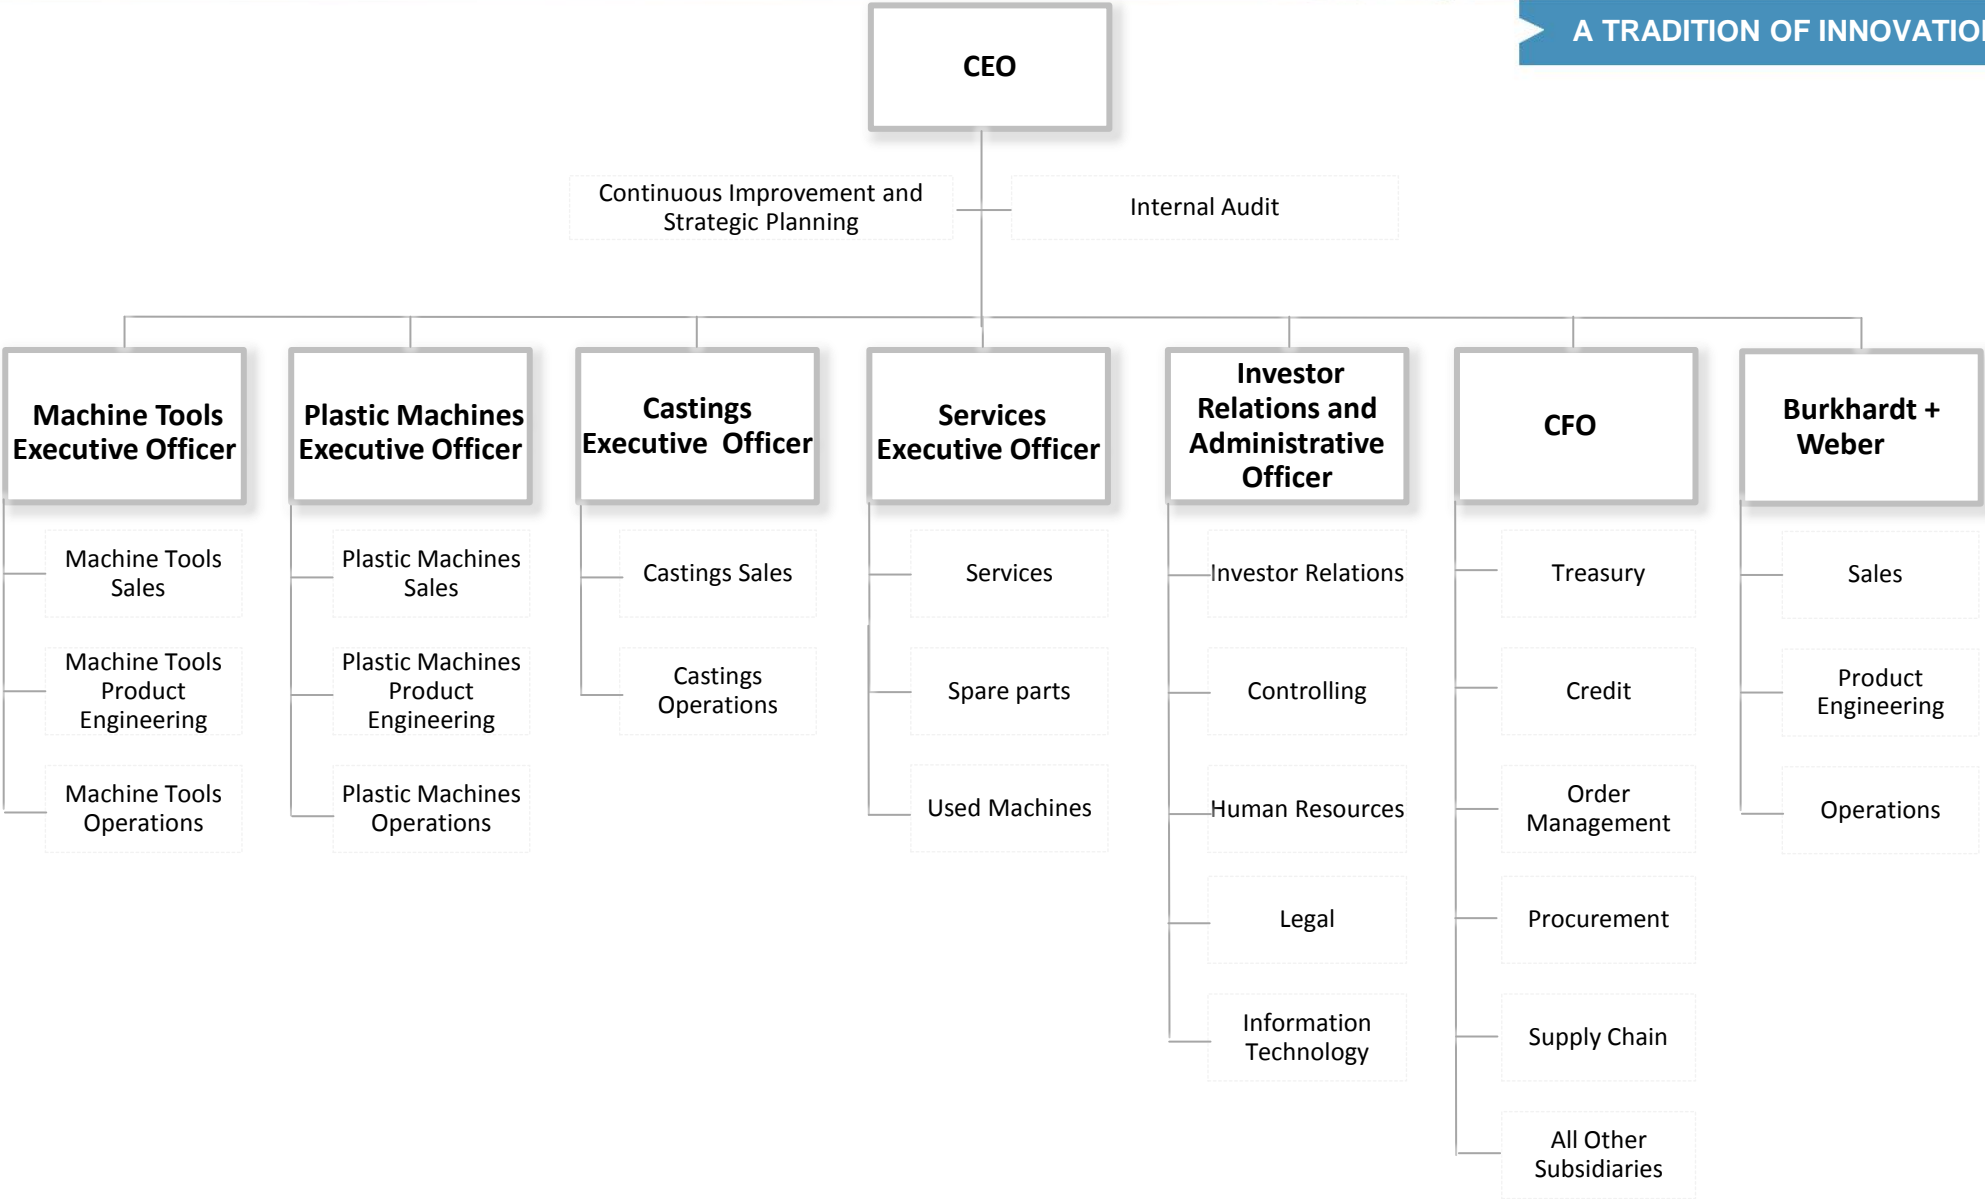 A TRADITION OF INNOVATION
CEO
Continuous Improvement and
Strategic Planning
Internal Audit
Machine Tools
Executive Officer
Plastic Machines
Executive Officer
Castings
Executive  Officer
Services
Executive Officer
Investor
Relations and
Administrative
Officer
CFO
Burkhardt +
Weber
Machine Tools
Sales
Machine Tools
Product
Engineering
Machine Tools
Operations
Plastic Machines
Sales
Plastic Machines
Product
Engineering
Plastic Machines
Operations
Castings Sales
Castings
Operations
Services
Spare parts
Used Machines
Investor Relations
Controlling
Human Resources
Legal
Information
Technology
Treasury
Credit
Order
Management
Procurement
Supply Chain
All Other
Subsidiaries
Sales
Product
Engineering
Operations